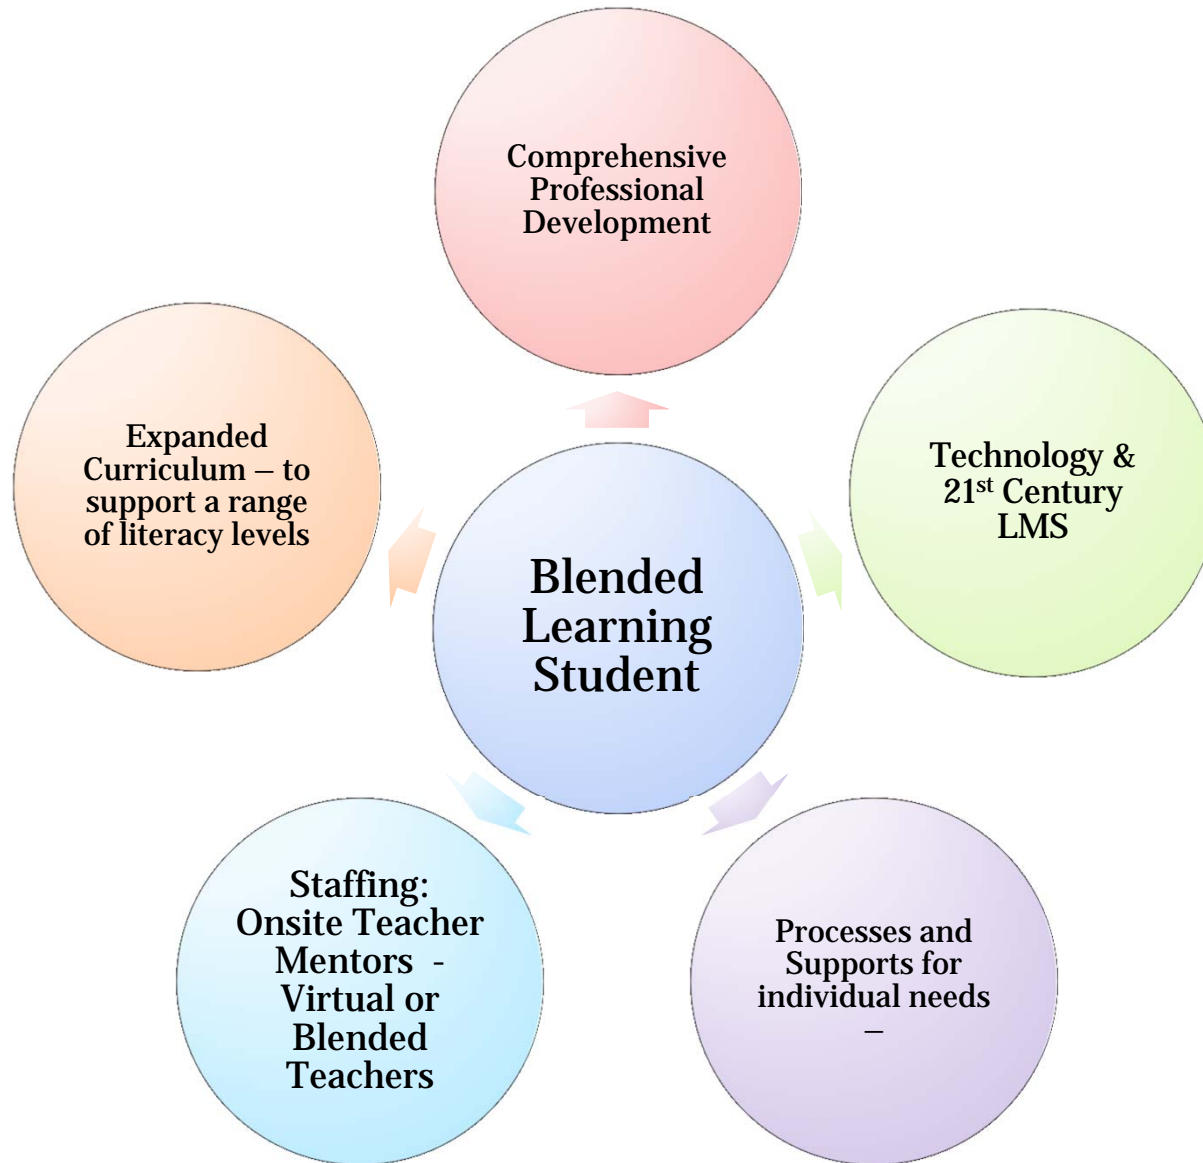 Comprehensive
Professional
Development
Expanded
Curriculum – to
support a range
of literacy levels
Technology &
21st Century
LMS
Blended
Learning
Student
Staffing:
Onsite Teacher
Mentors  -
Virtual or
Blended
Teachers
Processes and
Supports for
individual needs
–